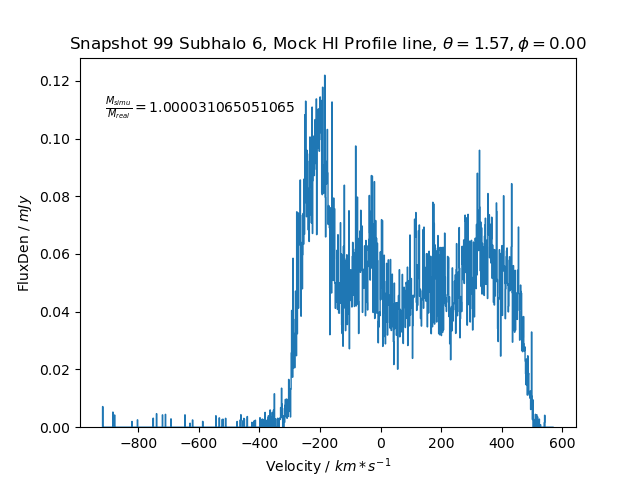 Snapshot 99 Subhalo 6, Mock HI Profile line, θ = 1.57, ϕ = 0.00
M_simu/M_real = 1.000031065051065
FluxDen / mJy
0.12
0.10
0.08
0.06
0.04
0.02
0.00
−800 −600 −400 −200 0 200 400 600
Velocity / km * s⁻¹